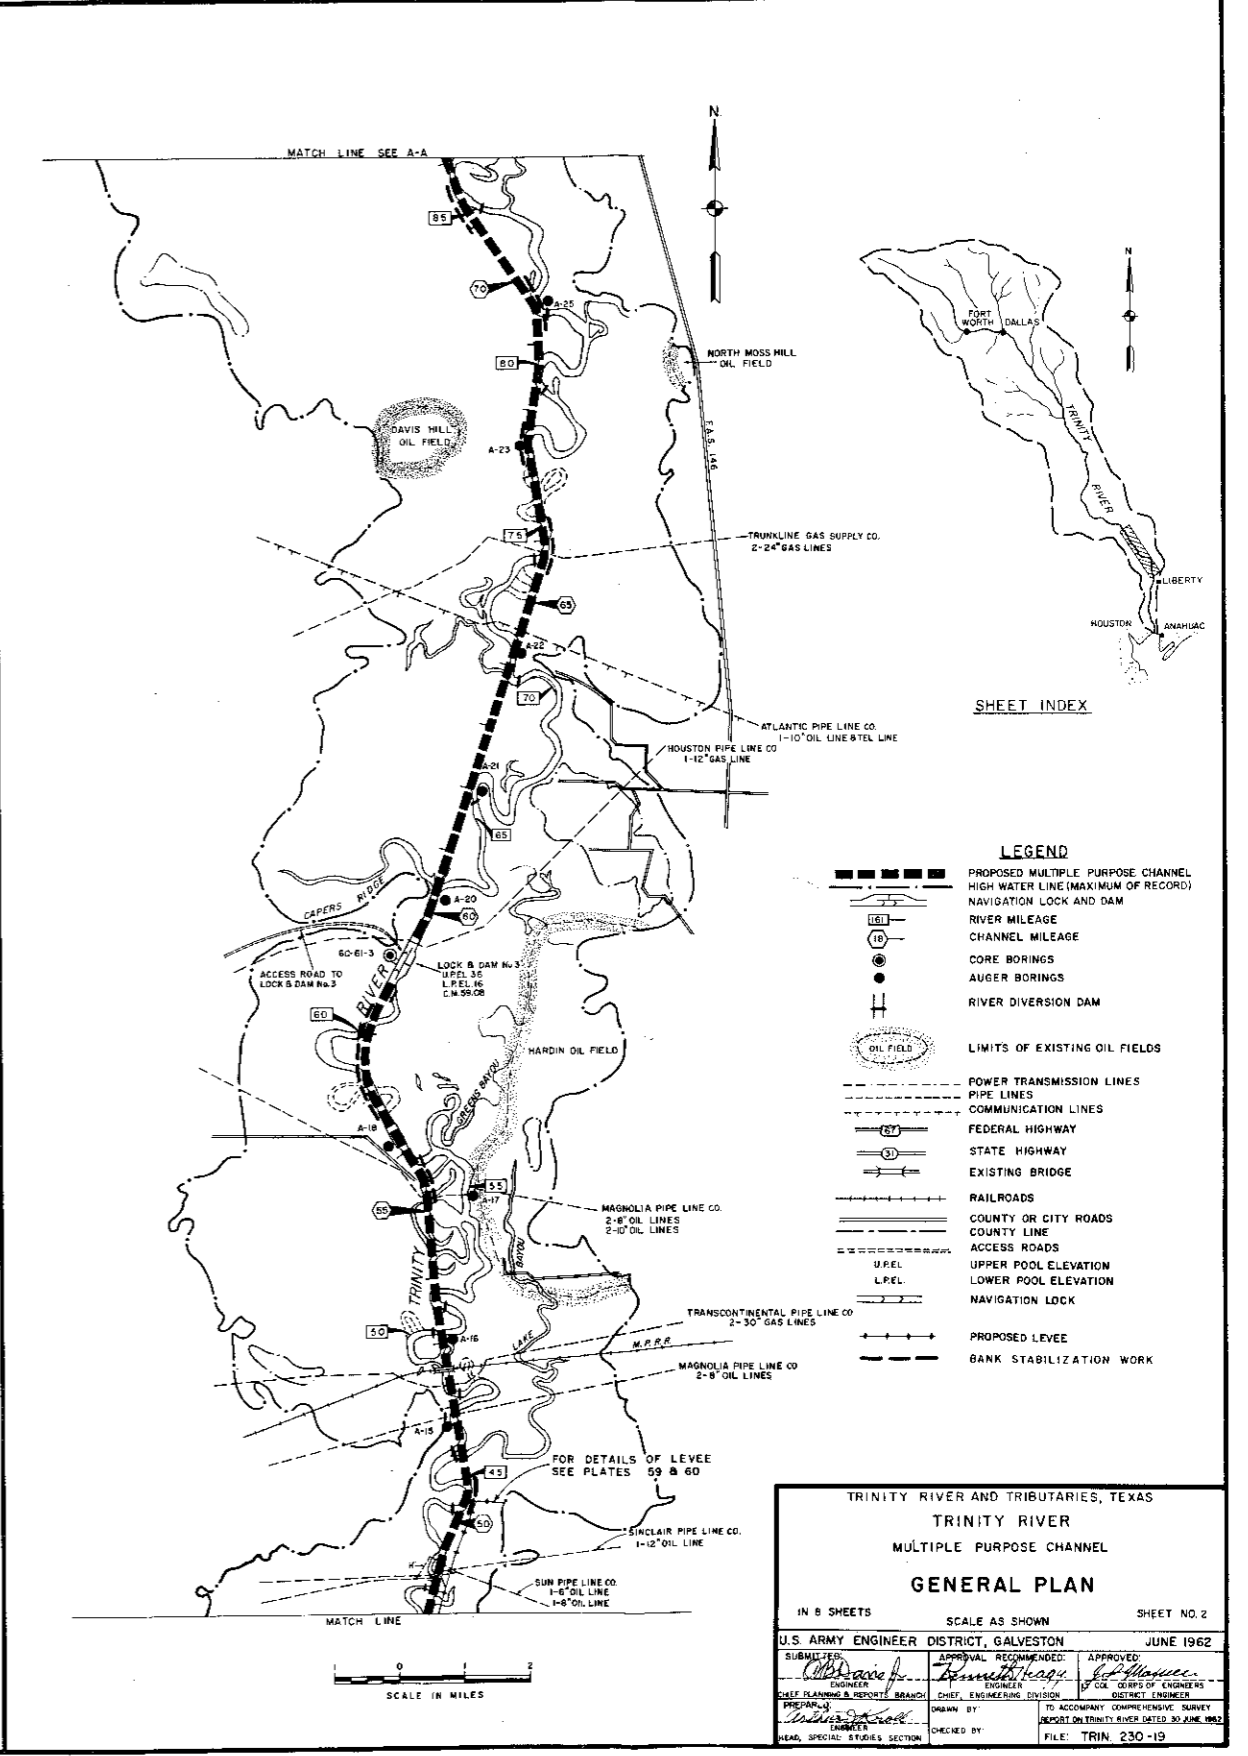 MATCH LINE SEE A-A
N
85
70
A-25
80
NORTH MOSS HILL
OIL FIELD
DAVIS HILL
OIL FIELD
A-23
F.A.S. 146
75
TRUNKLINE GAS SUPPLY CO.
2-24" GAS LINES
65
A-22
70
ATLANTIC PIPE LINE CO.
1-10" OIL LINE & TEL LINE
HOUSTON PIPE LINE CO
1-12" GAS LINE
A-21
65
CAPERS RIDGE
A-20
60
6C-61-3
ACCESS ROAD TO
LOCK & DAM No.3
LOCK & DAM No.3
U.P.EL 36
L.P.EL.16
C.M.59.08
RIVER
60
HARDIN OIL FIELD
GREENS BAYOU
A-18
55
A-17
55
MAGNOLIA PIPE LINE CO.
2-8" OIL LINES
2-10" OIL LINES
TRINITY
BAYOU
LAKE
50
A-16
TRANSCONTINENTAL PIPE LINE CO
2-30" GAS LINES
M.P.R.R.
MAGNOLIA PIPE LINE CO
2-8" OIL LINES
A-15
45
FOR DETAILS OF LEVEE
SEE PLATES 59 & 60
50
SINCLAIR PIPE LINE CO.
1-12" OIL LINE
SUN PIPE LINE CO.
1-6" OIL LINE
1-8" OIL LINE
MATCH LINE
1 0 1 2
SCALE IN MILES
N
FORT
WORTH
DALLAS
TRINITY
RIVER
LIBERTY
HOUSTON
ANAHUAC
SHEET INDEX
LEGEND
PROPOSED MULTIPLE PURPOSE CHANNEL
HIGH WATER LINE (MAXIMUM OF RECORD)
NAVIGATION LOCK AND DAM
161 RIVER MILEAGE
18 CHANNEL MILEAGE
CORE BORINGS
AUGER BORINGS
RIVER DIVERSION DAM
OIL FIELD LIMITS OF EXISTING OIL FIELDS
POWER TRANSMISSION LINES
PIPE LINES
COMMUNICATION LINES
67 FEDERAL HIGHWAY
31 STATE HIGHWAY
EXISTING BRIDGE
RAILROADS
COUNTY OR CITY ROADS
COUNTY LINE
ACCESS ROADS
U.P.EL UPPER POOL ELEVATION
L.P.EL. LOWER POOL ELEVATION
NAVIGATION LOCK
PROPOSED LEVEE
BANK STABILIZATION WORK
TRINITY RIVER AND TRIBUTARIES, TEXAS
TRINITY RIVER
MULTIPLE PURPOSE CHANNEL
GENERAL PLAN
IN 8 SHEETS
SCALE AS SHOWN
SHEET NO. 2
U.S. ARMY ENGINEER DISTRICT, GALVESTON JUNE 1962
SUBMITTED:
ENGINEER
CHIEF PLANNING & REPORTS BRANCH
APPROVAL RECOMMENDED:
ENGINEER
CHIEF, ENGINEERING DIVISION
APPROVED:
LT COL CORPS OF ENGINEERS
DISTRICT ENGINEER
PREPARED:
ENGINEER
HEAD, SPECIAL STUDIES SECTION
DRAWN BY:
CHECKED BY:
TO ACCOMPANY COMPREHENSIVE SURVEY
REPORT ON TRINITY RIVER DATED 30 JUNE 1962
FILE: TRIN. 230-19